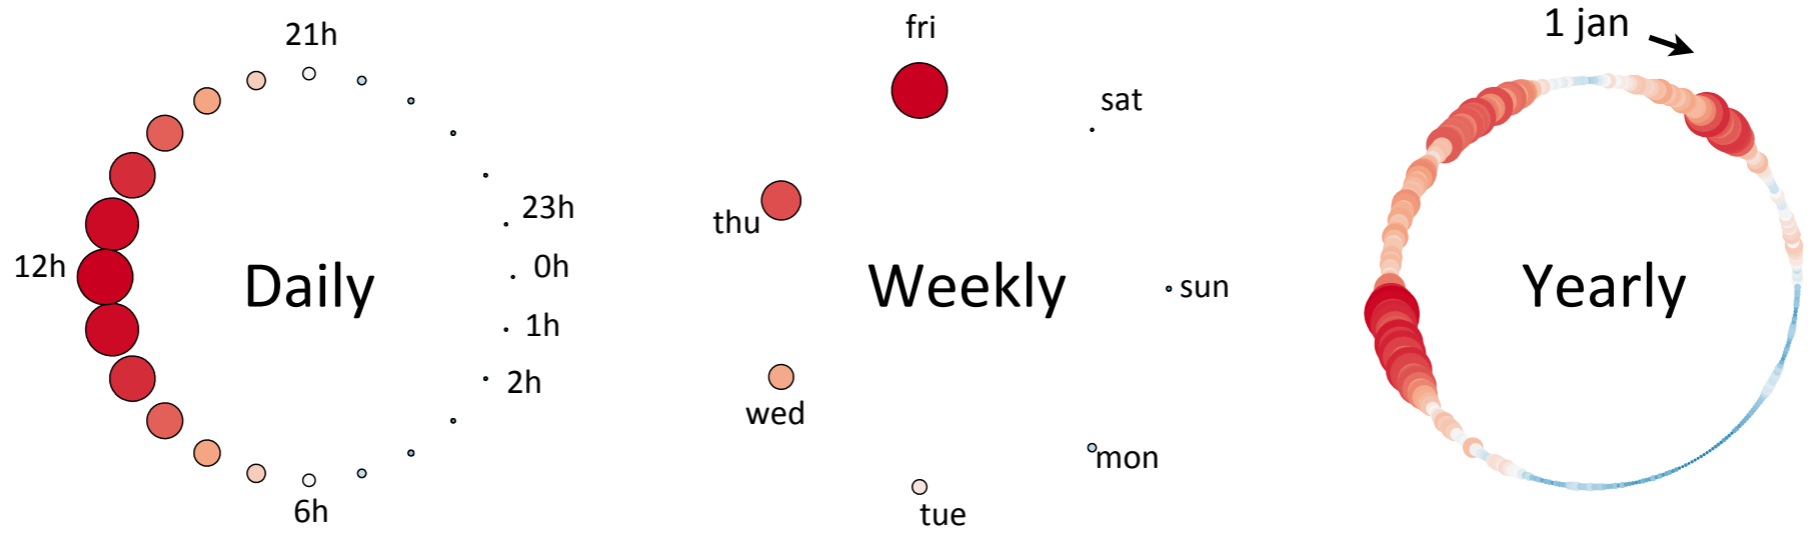 21h
23h
0h
1h
2h
6h
12h
Daily
fri
sat
sun
mon
tue
wed
thu
Weekly
1 jan
Yearly